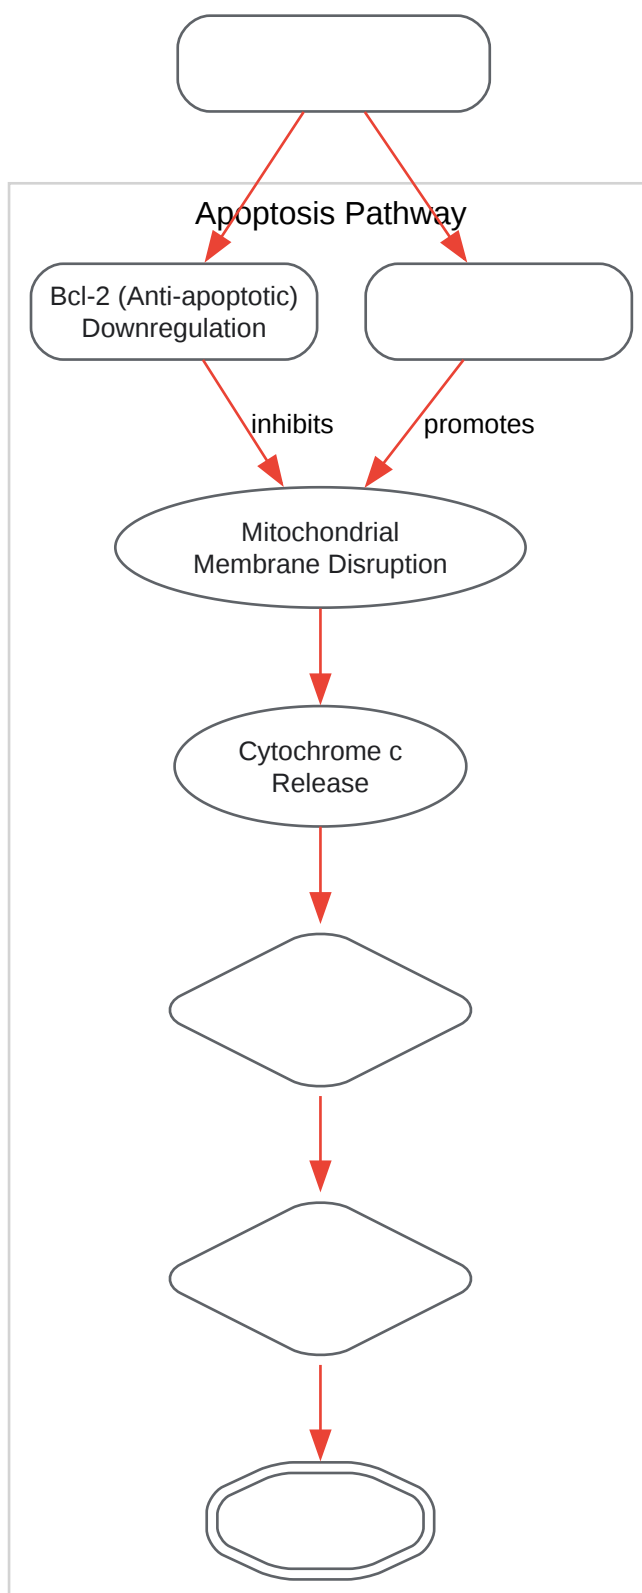 Apoptosis Pathway
Bcl-2 (Anti-apoptotic)
Downregulation
inhibits
promotes
Mitochondrial
Membrane Disruption
Cytochrome c
Release